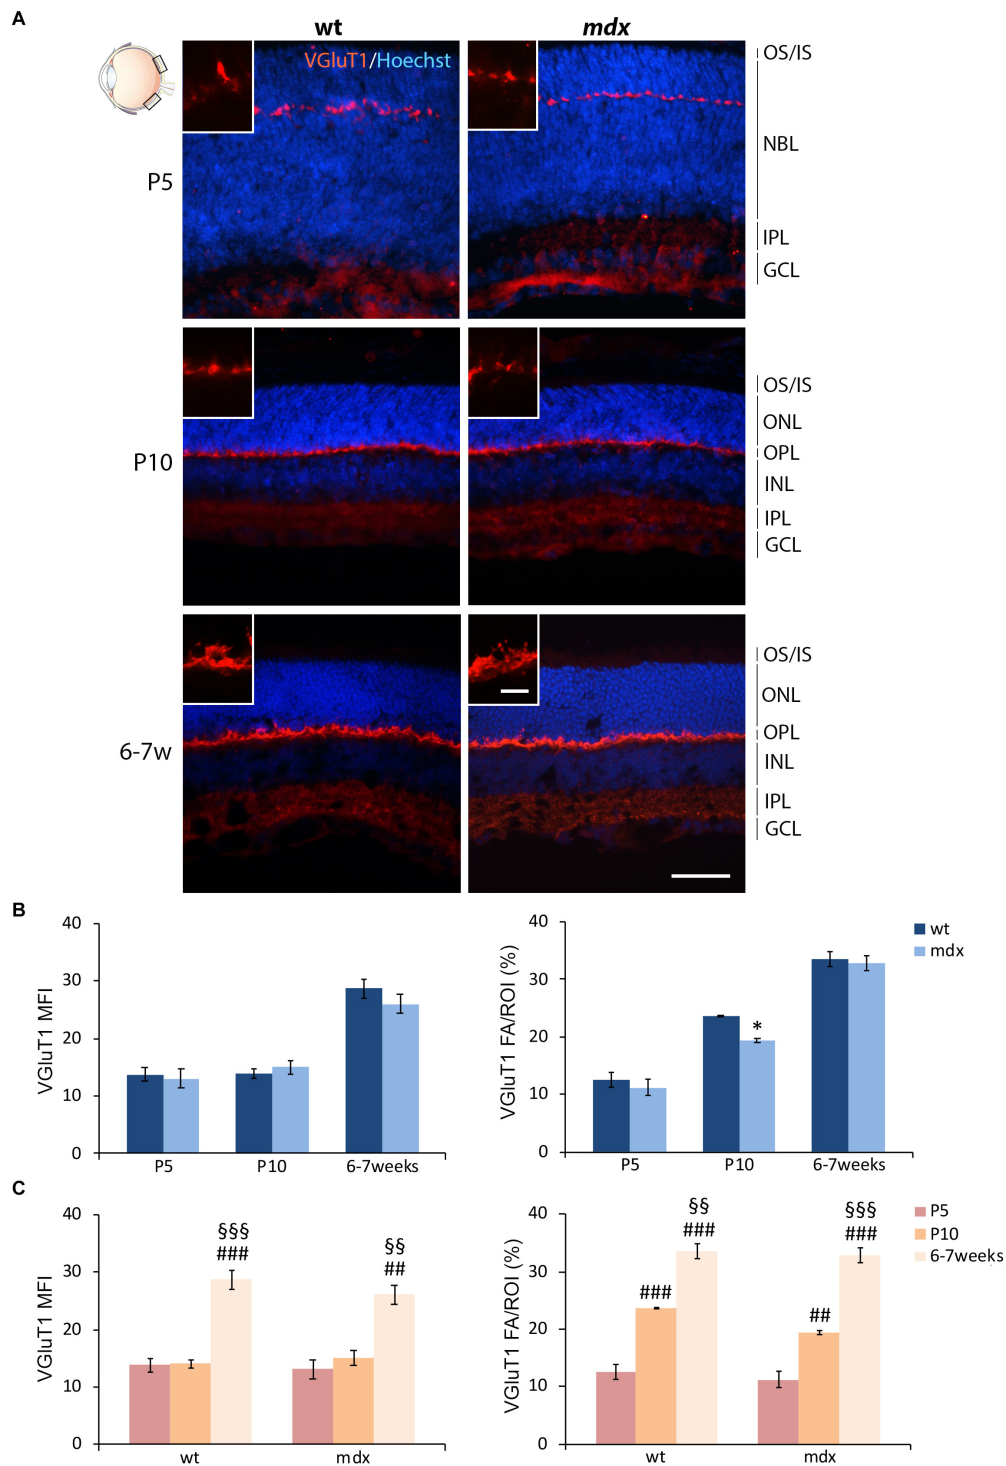 A
wt
mdx
VGluT1/Hoechst
P5
OS/IS
NBL
IPL
GCL
P10
OS/IS
ONL
OPL
INL
IPL
GCL
6-7w
OS/IS
ONL
OPL
INL
IPL
GCL
B
VGluT1 MFI
40
30
20
10
0
P5
P10
6-7weeks
VGluT1 FA/ROI (%)
40
30
20
10
0
*
P5
P10
6-7weeks
wt
mdx
C
VGluT1 MFI
40
30
20
10
0
§§§
###
§§
##
wt
mdx
VGluT1 FA/ROI (%)
40
30
20
10
0
###
§§
###
##
§§§
###
wt
mdx
P5
P10
6-7weeks